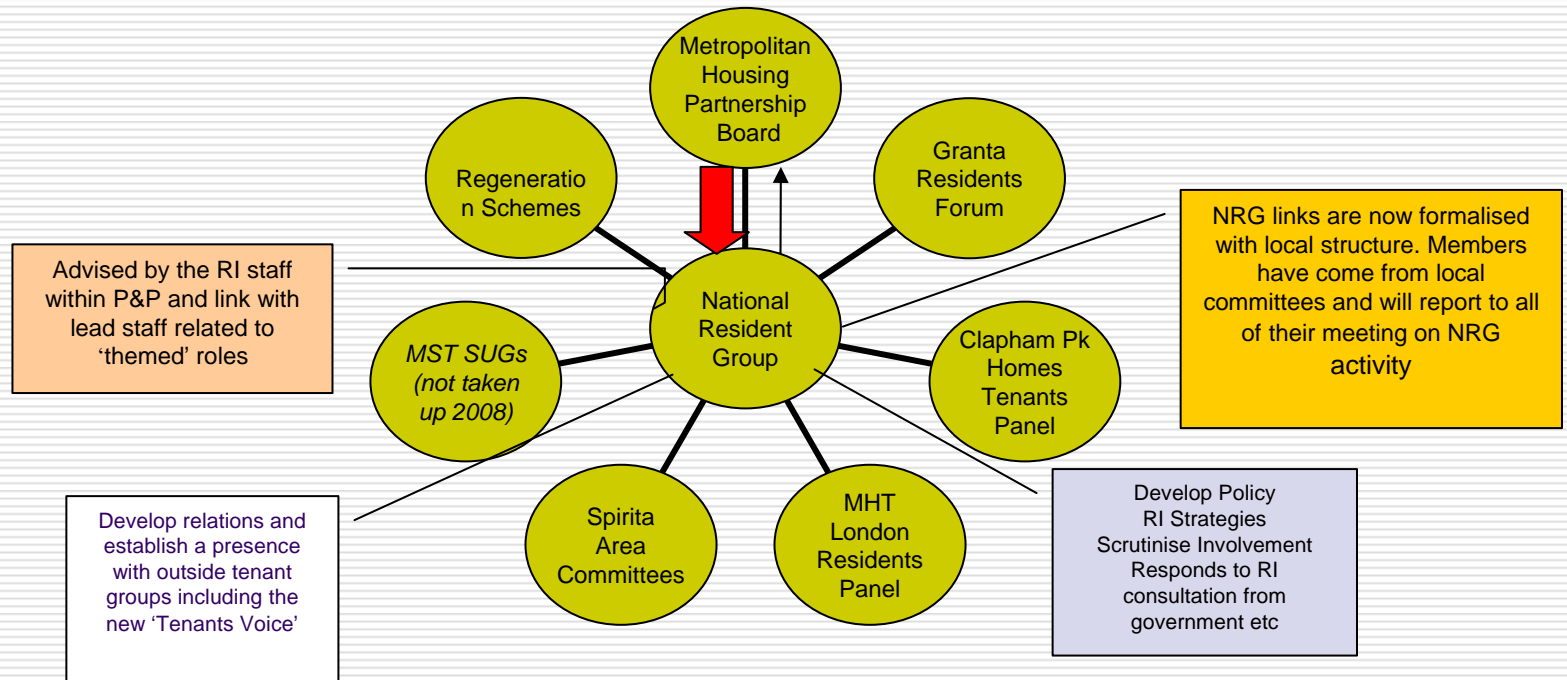 Metropolitan
Housing
Partnership
Board
Regeneratio
n Schemes
Granta
Residents
Forum
Advised by the RI staff
within P&P and link with
lead staff related to
‘themed’ roles
NRG links are now formalised
with local structure. Members
have come from local
committees and will report to all
of their meeting on NRG
activity
National
Resident
Group
MST SUGs
(not taken
up 2008)
Clapham Pk
Homes
Tenants
Panel
Develop relations and
establish a presence
with outside tenant
groups including the
new ‘Tenants Voice’
Spirita
Area
Committees
MHT
London
Residents
Panel
Develop Policy
RI Strategies
Scrutinise Involvement
Responds to RI
consultation from
government etc